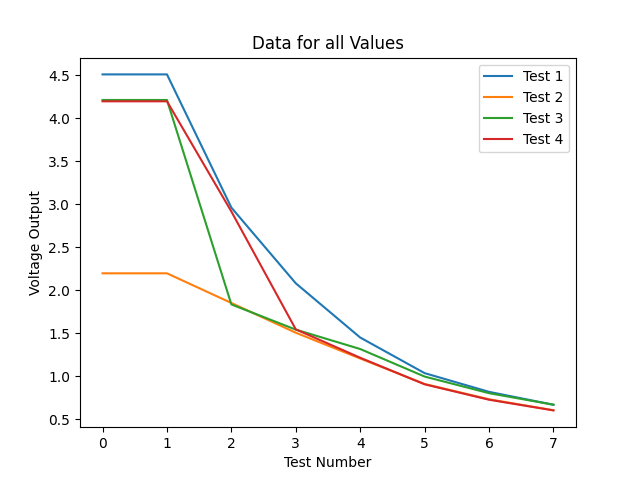 Data for all Values
Test 1
Test 2
Test 3
Test 4
4.5
4.0
3.5
3.0
2.5
2.0
1.5
1.0
0.5
Voltage Output
0 1 2 3 4 5 6 7
Test Number